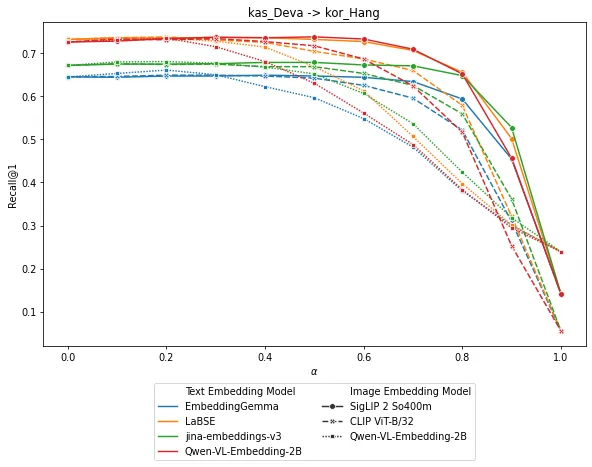 kas_Deva -> kor_Hang
Recall@1
0.7
0.6
0.5
0.4
0.3
0.2
0.1
0.0
0.2
0.4
0.6
0.8
1.0
α
Text Embedding Model
EmbeddingGemma
LaBSE
jina-embeddings-v3
Qwen-VL-Embedding-2B
Image Embedding Model
SigLIP 2 So400m
CLIP ViT-B/32
Qwen-VL-Embedding-2B